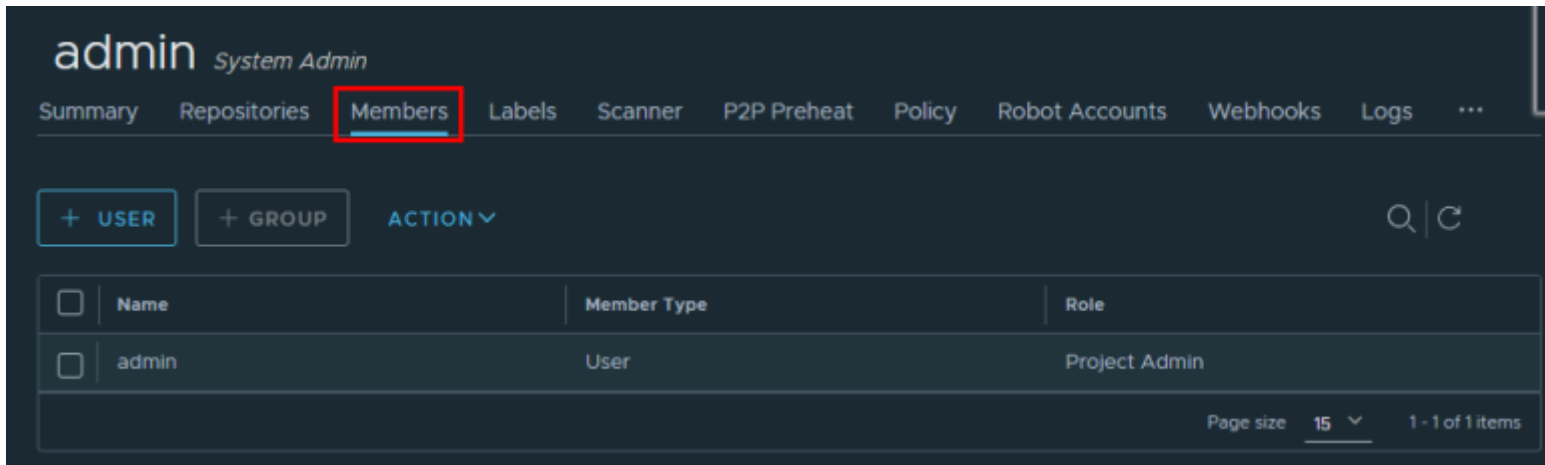 admin System Admin
Summary Repositories Members Labels Scanner P2P Preheat Policy Robot Accounts Webhooks Logs ...
+ USER + GROUP ACTION
Name Member Type Role
admin User Project Admin
Page size 15 1 - 1 of 1 items